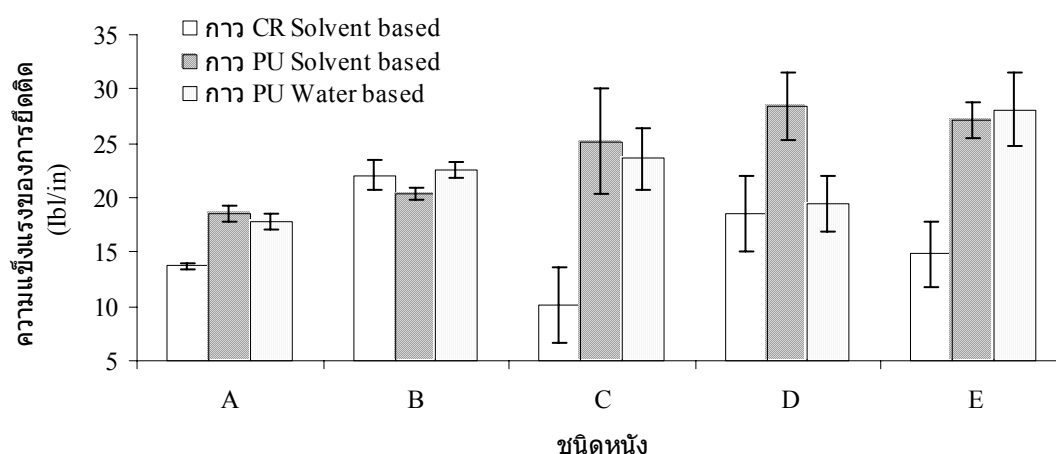 กาว CR Solvent based
กาว PU Solvent based
กาว PU Water based
ความแข็งแรงของการยึดติด
(Ibl/in)
35
30
25
20
15
10
5
A B C D E
ชนิดหนัง